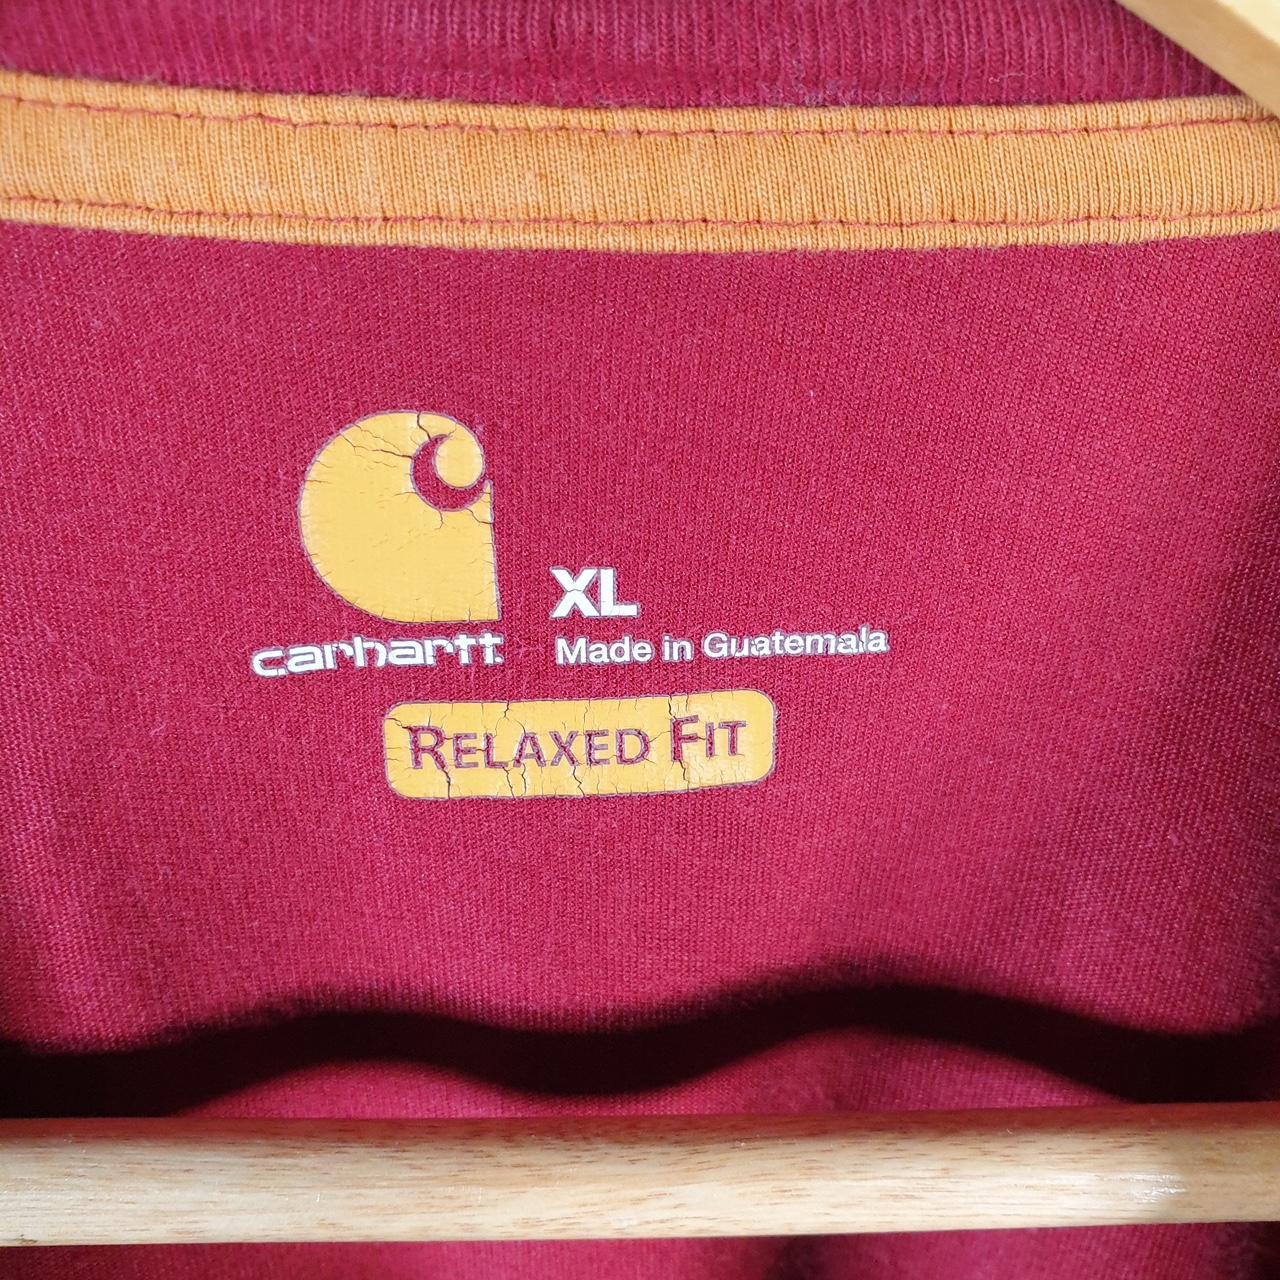 XL
carhartt
Made in Guatemala
RELAXED FIT